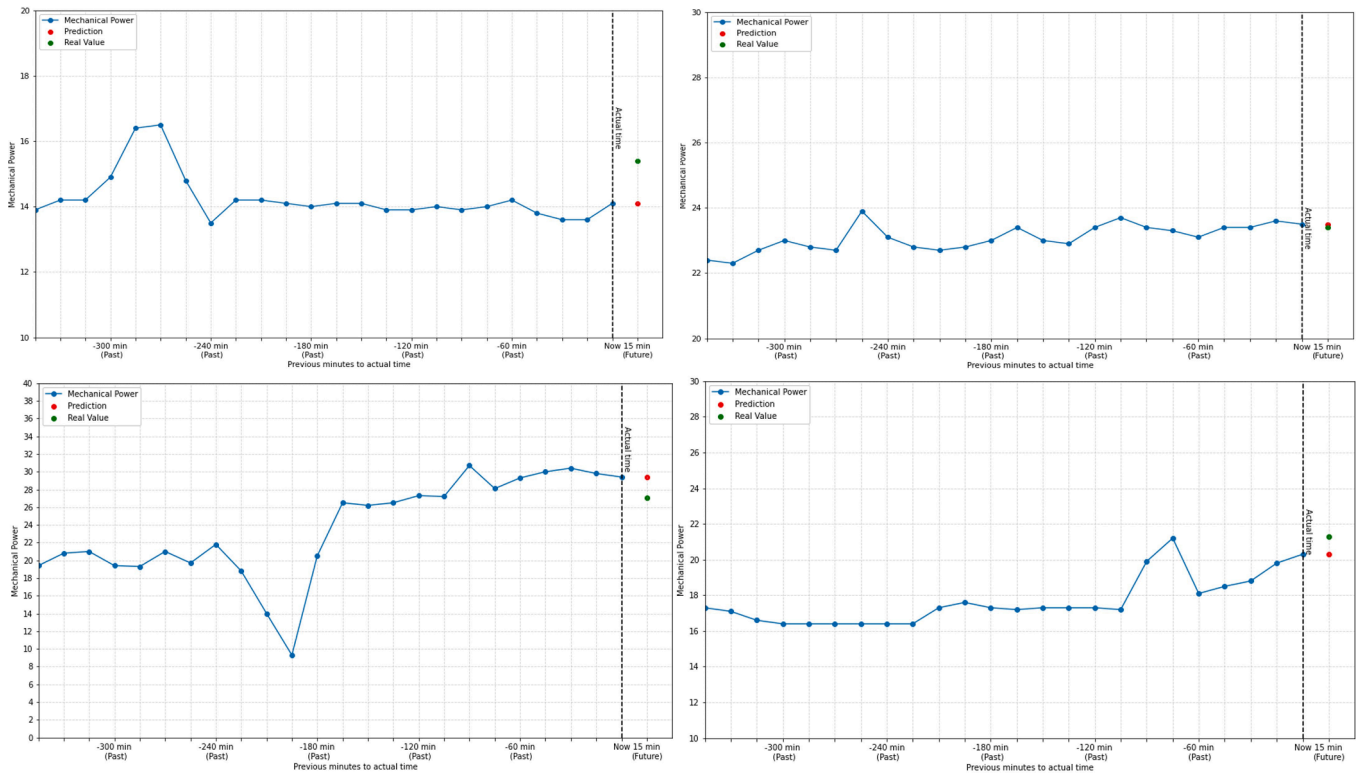 20
18
16
14
12
10
Mechanical Power
Mechanical Power
Prediction
Real Value
Actual time
-300 min
(Past)
-240 min
(Past)
-180 min
(Past)
-120 min
(Past)
-60 min
(Past)
Now
15 min
(Future)
Previous minutes to actual time
30
28
26
24
22
20
Mechanical Power
Mechanical Power
Prediction
Real Value
Actual time
-300 min
(Past)
-240 min
(Past)
-180 min
(Past)
-120 min
(Past)
-60 min
(Past)
Now
15 min
(Future)
Previous minutes to actual time
40
38
36
34
32
30
28
26
24
22
20
18
16
14
12
10
8
6
4
2
0
Mechanical Power
Mechanical Power
Prediction
Real Value
Actual time
-300 min
(Past)
-240 min
(Past)
-180 min
(Past)
-120 min
(Past)
-60 min
(Past)
Now
15 min
(Future)
Previous minutes to actual time
30
28
26
24
22
20
18
16
14
12
10
Mechanical Power
Mechanical Power
Prediction
Real Value
Actual time
-300 min
(Past)
-240 min
(Past)
-180 min
(Past)
-120 min
(Past)
-60 min
(Past)
Now
15 min
(Future)
Previous minutes to actual time